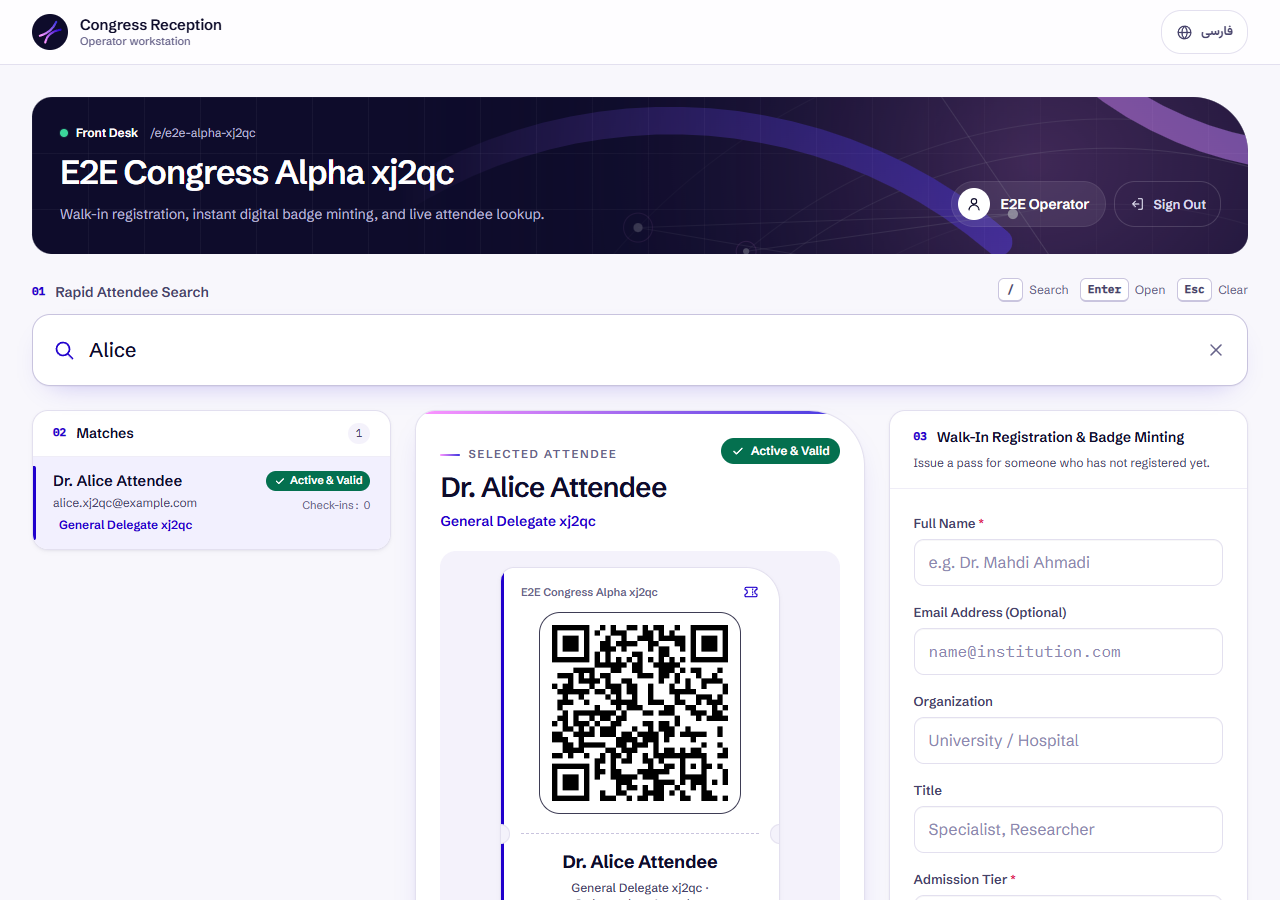 Congress Reception
Operator workstation
فارسی
Front Desk /e/e2e-alpha-xj2qc
E2E Congress Alpha xj2qc
Walk-in registration, instant digital badge minting, and live attendee lookup.
E2E Operator
Sign Out
01 Rapid Attendee Search
/ Search Enter Open Esc Clear
Alice
02 Matches 1
Dr. Alice Attendee
Active & Valid
alice.xj2qc@example.com
Check-ins: 0
General Delegate xj2qc
SELECTED ATTENDEE
Active & Valid
Dr. Alice Attendee
General Delegate xj2qc
E2E Congress Alpha xj2qc
Dr. Alice Attendee
General Delegate xj2qc ·
03 Walk-In Registration & Badge Minting
Issue a pass for someone who has not registered yet.
Full Name *
e.g. Dr. Mahdi Ahmadi
Email Address (Optional)
name@institution.com
Organization
University / Hospital
Title
Specialist, Researcher
Admission Tier *